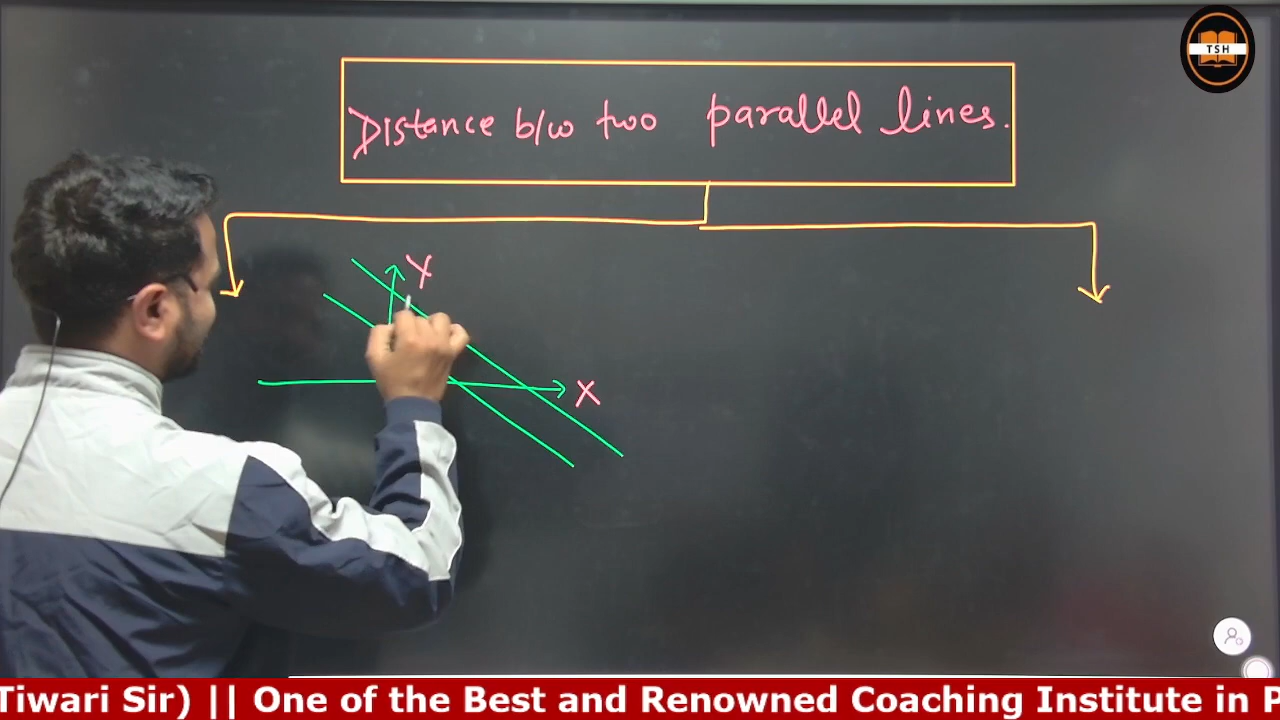 TSH
Distance b/w two parallel lines.
Y
X
Tiwari Sir) || One of the Best and Renowned Coaching Institute in P